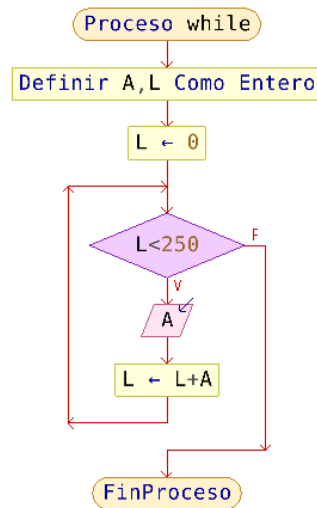 Proceso while
Definir A,L Como Entero
L ← 0
L<250
F
V
A
L ← L+A
FinProceso